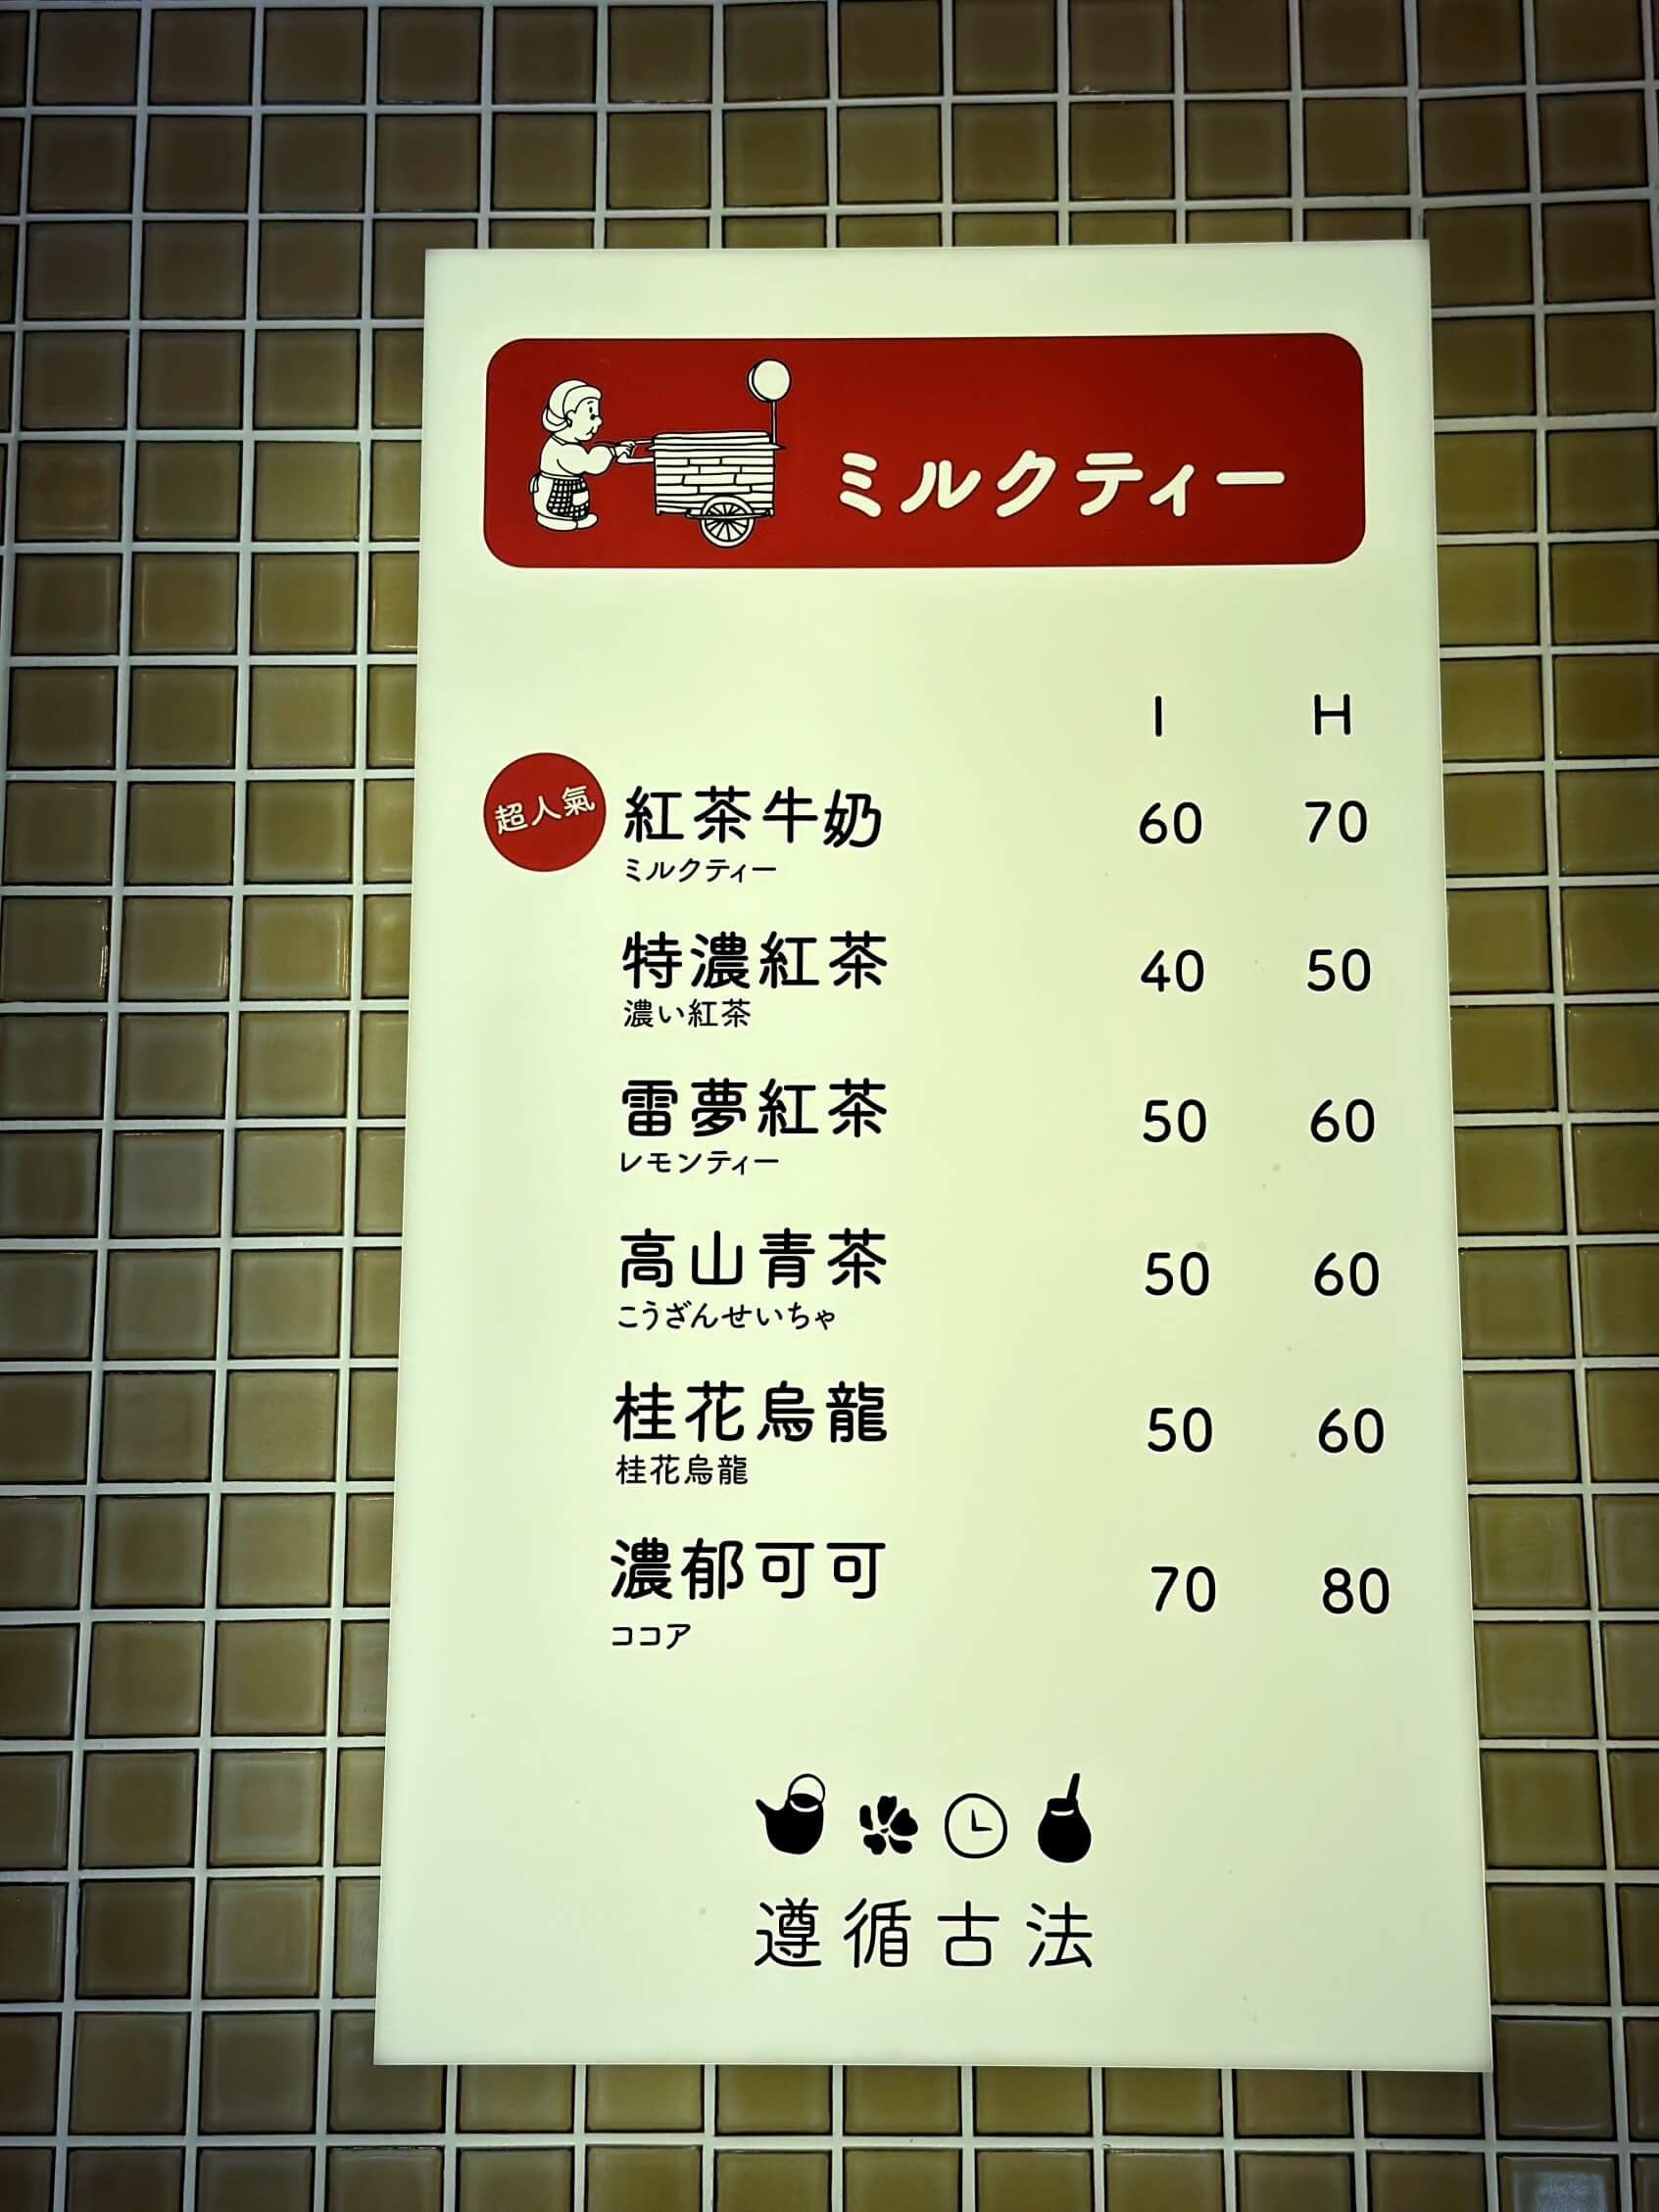 ミルクティー
I H
超人氣 紅茶牛奶 60 70
ミルクティー
特濃紅茶 40 50
濃い紅茶
雷夢紅茶 50 60
レモンティー
高山青茶 50 60
こうざんせいちゃ
桂花烏龍 50 60
桂花烏龍
濃郁可可 70 80
ココア
遵循古法